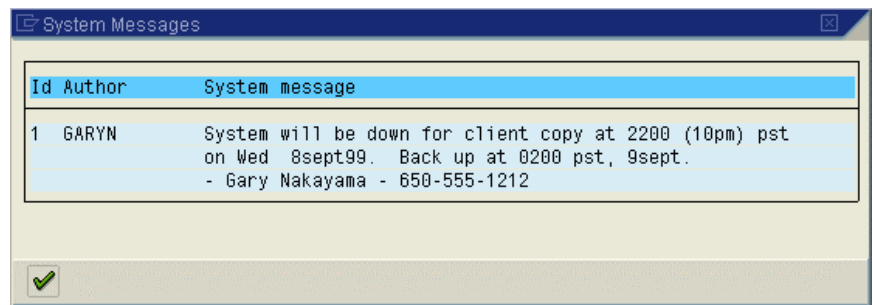 System Messages
Id Author System message
1 GARYN System will be down for client copy at 2200 (10pm) pst
on Wed 8sept99. Back up at 0200 pst, 9sept.
- Gary Nakayama - 650-555-1212